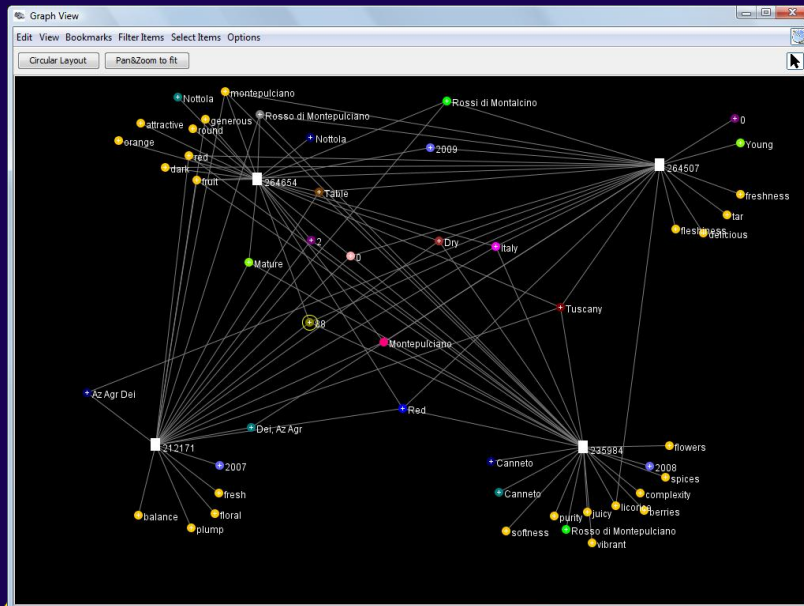 Graph View
Edit View Bookmarks Filter Items Select Items Options
Circular Layout Pan&Zoom to fit
montepulciano
Nottola
Rossi di Montalcino
Rosso di Montepulciano
0
generous
attractive
round
orange
Nottola
Young
2009
red
dark
264507
fruit
264654
Table
freshness
tar
fleshiness
delicious
2
Dry
Italy
0
Mature
Tuscany
88
Montepulciano
Az Agr Dei
Red
Dei, Az Agr
212171
235984
flowers
Canneto
2007
2008
spices
fresh
Canneto
complexity
licorice
berries
balance
floral
purity
juicy
plump
softness
Rosso di Montepulciano
vibrant